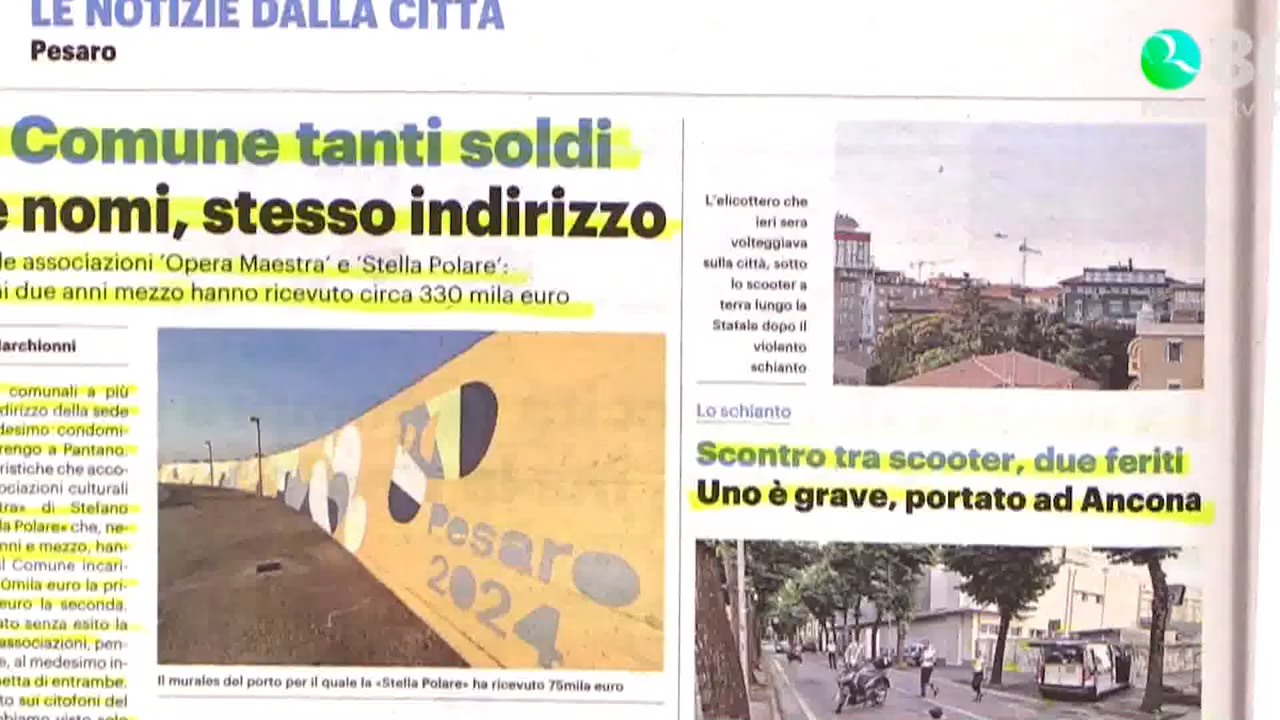 LE NOTIZIE DALLA CITTÀ
Pesaro
Comune tanti soldi
e nomi, stesso indirizzo
le associazioni ‘Opera Maestra’ e ‘Stella Polare’:
due anni mezzo hanno ricevuto circa 330 mila euro
archionni
comunali a più
dirizzo della sede
desimo condomi-
rengo a Pantano.
ristiche che acco-
ociazioni culturali
tra» di Stefano
la Polare» che, ne-
nni e mezzo, han-
l Comune incari-
0mila euro la pri-
euro la seconda.
ato senza esito la
associazioni, pen-
e, al medesimo in-
hetta di entrambe.
to sui citofoni del
Pesaro
2024
Il murales del porto per il quale la «Stella Polare» ha ricevuto 75mila euro
L'elicottero che
ieri sera
volteggiava
sulla città, sotto
lo scooter a
terra lungo la
Statale dopo il
violento
schianto
Lo schianto
Scontro tra scooter, due feriti
Uno è grave, portato ad Ancona